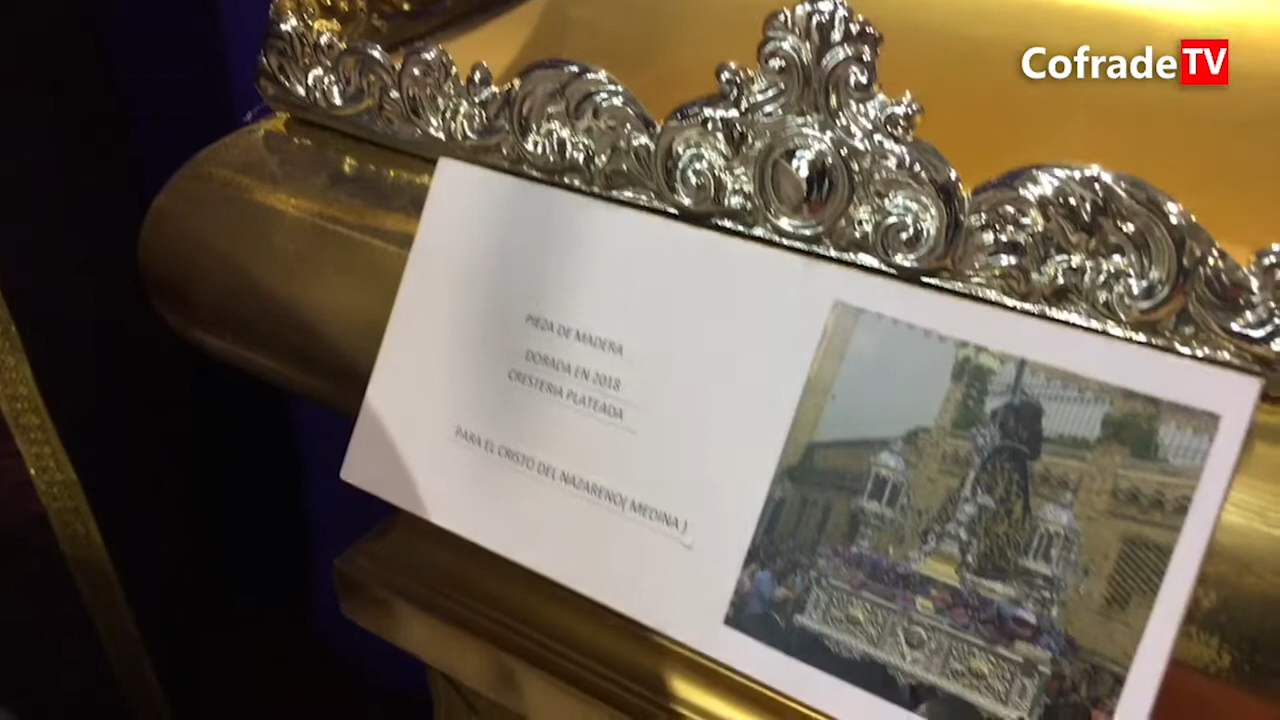 CofradeTV
PIEZA DE MADERA
DORADA EN 2018
CRESTERIA PLATEADA
PARA EL CRISTO DEL NAZARENO( MEDINA )